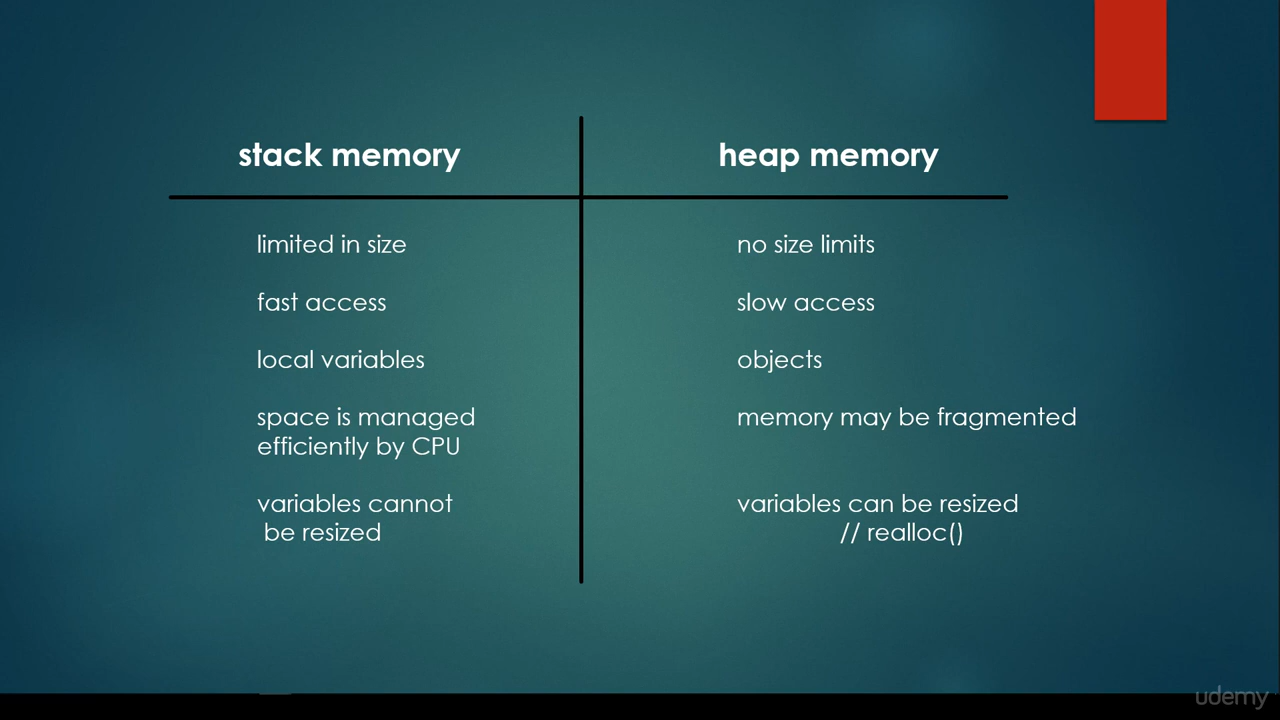 stack memory
heap memory
limited in size
no size limits
fast access
slow access
local variables
objects
space is managed
efficiently by CPU
memory may be fragmented
variables cannot
be resized
variables can be resized
// realloc()
udemy